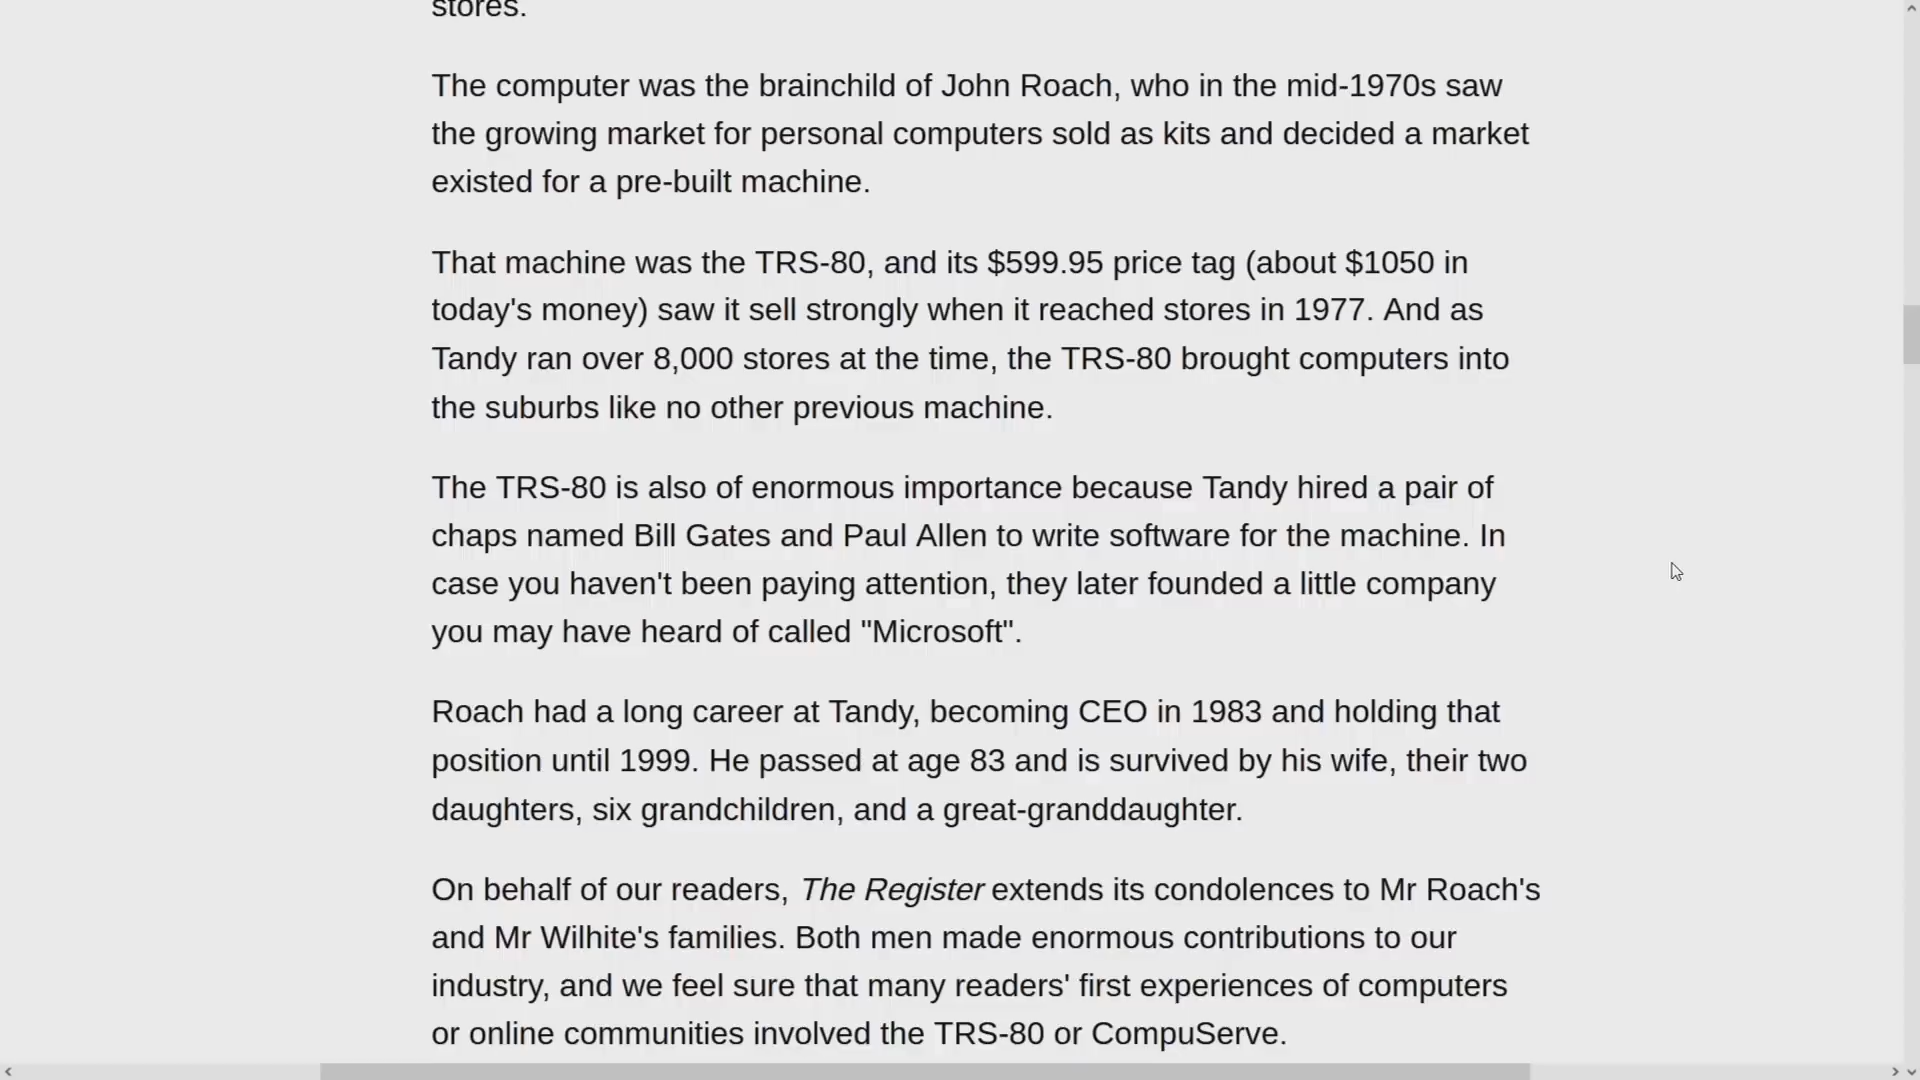 stores.
The computer was the brainchild of John Roach, who in the mid-1970s saw
the growing market for personal computers sold as kits and decided a market
existed for a pre-built machine.
That machine was the TRS-80, and its $599.95 price tag (about $1050 in
today's money) saw it sell strongly when it reached stores in 1977. And as
Tandy ran over 8,000 stores at the time, the TRS-80 brought computers into
the suburbs like no other previous machine.
The TRS-80 is also of enormous importance because Tandy hired a pair of
chaps named Bill Gates and Paul Allen to write software for the machine. In
case you haven't been paying attention, they later founded a little company
you may have heard of called "Microsoft".
Roach had a long career at Tandy, becoming CEO in 1983 and holding that
position until 1999. He passed at age 83 and is survived by his wife, their two
daughters, six grandchildren, and a great-granddaughter.
On behalf of our readers, The Register extends its condolences to Mr Roach's
and Mr Wilhite's families. Both men made enormous contributions to our
industry, and we feel sure that many readers' first experiences of computers
or online communities involved the TRS-80 or CompuServe.